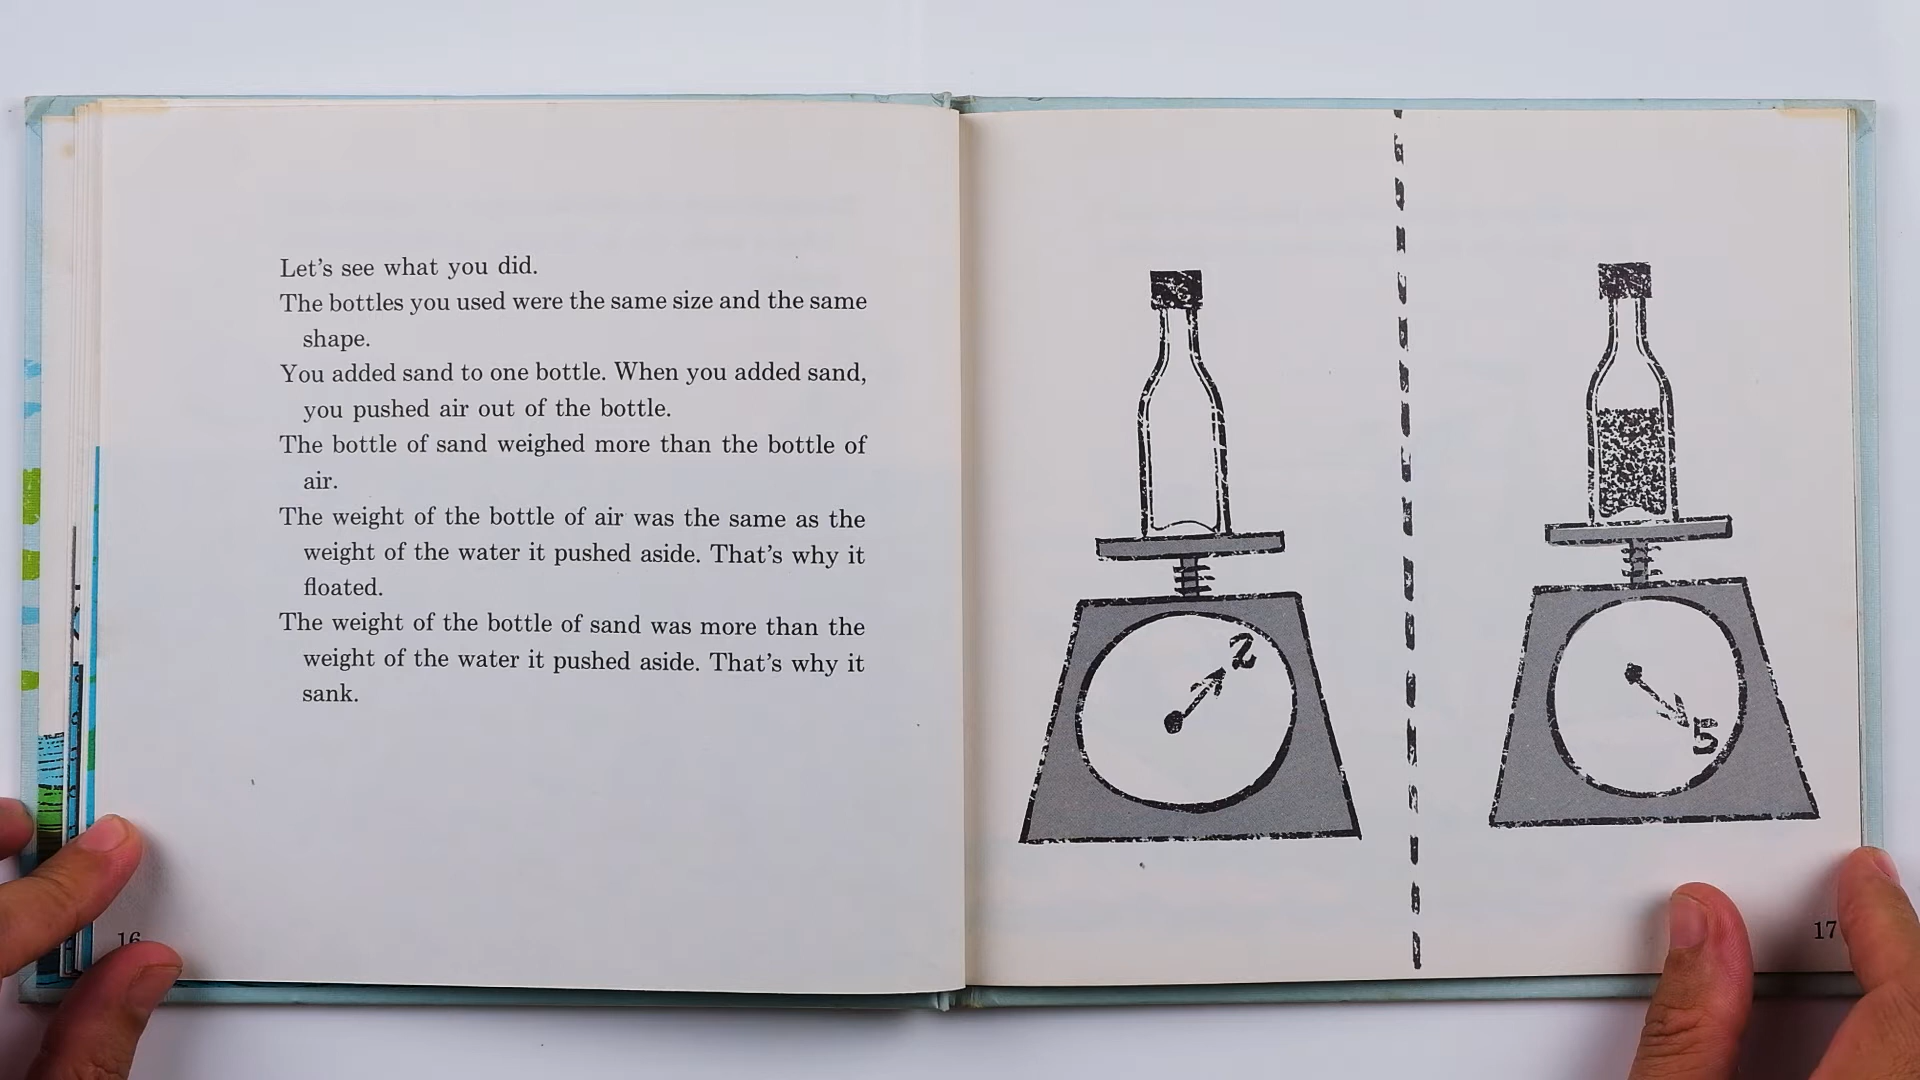 Let's see what you did.
The bottles you used were the same size and the same
shape.
You added sand to one bottle. When you added sand,
you pushed air out of the bottle.
The bottle of sand weighed more than the bottle of
air.
The weight of the bottle of air was the same as the
weight of the water it pushed aside. That's why it
floated.
The weight of the bottle of sand was more than the
weight of the water it pushed aside. That's why it
sank.
16
2
5
17